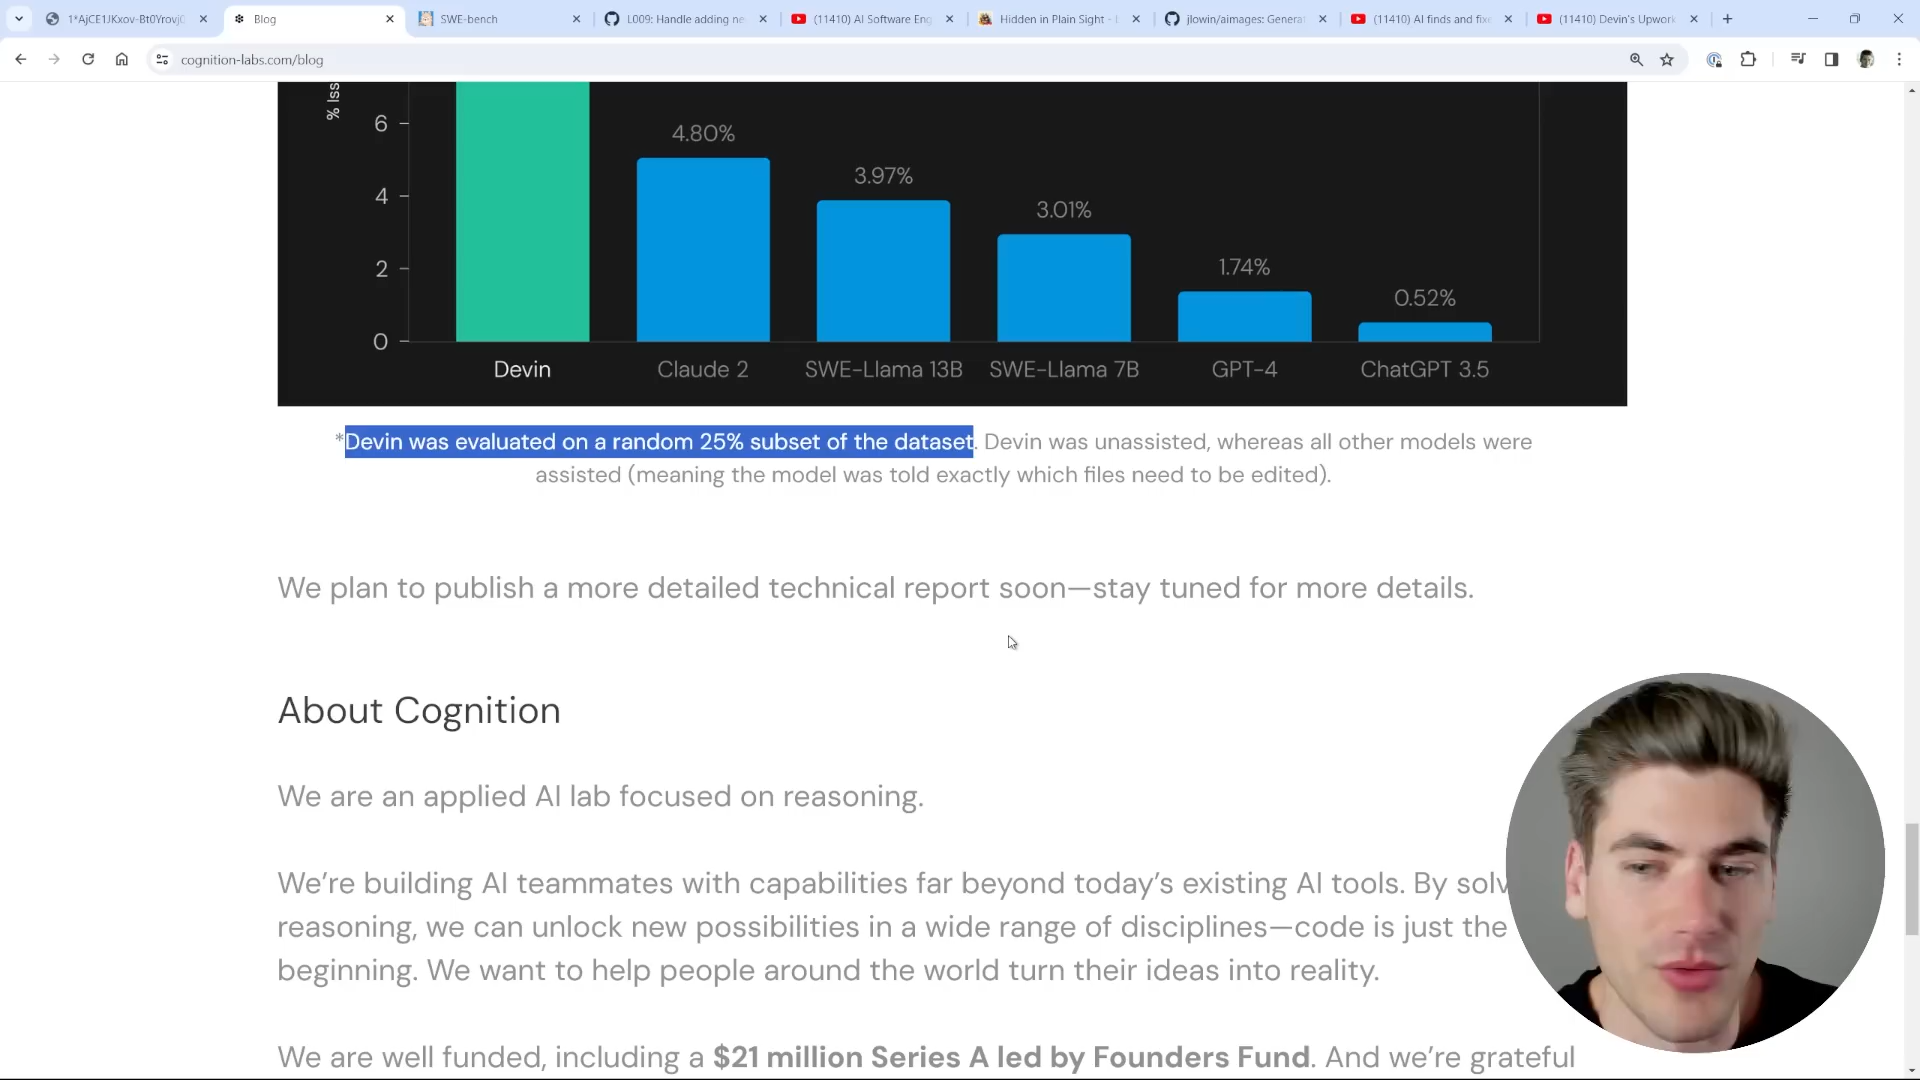 1*AjCE1JKxov-Bt0Yrovj0
Blog
SWE-bench
L009: Handle adding ne
(11410) AI Software Eng
Hidden in Plain Sight -
jlowin/aimages: Genera
(11410) AI finds and fixe
(11410) Devin's Upwork
cognition-labs.com/blog
% Iss
6
4
2
0
4.80%
3.97%
3.01%
1.74%
0.52%
Devin
Claude 2
SWE-Llama 13B
SWE-Llama 7B
GPT-4
ChatGPT 3.5
*Devin was evaluated on a random 25% subset of the dataset. Devin was unassisted, whereas all other models were
assisted (meaning the model was told exactly which files need to be edited).
We plan to publish a more detailed technical report soon—stay tuned for more details.
About Cognition
We are an applied AI lab focused on reasoning.
We’re building AI teammates with capabilities far beyond today’s existing AI tools. By solv
reasoning, we can unlock new possibilities in a wide range of disciplines—code is just the
beginning. We want to help people around the world turn their ideas into reality.
We are well funded, including a $21 million Series A led by Founders Fund. And we’re grateful